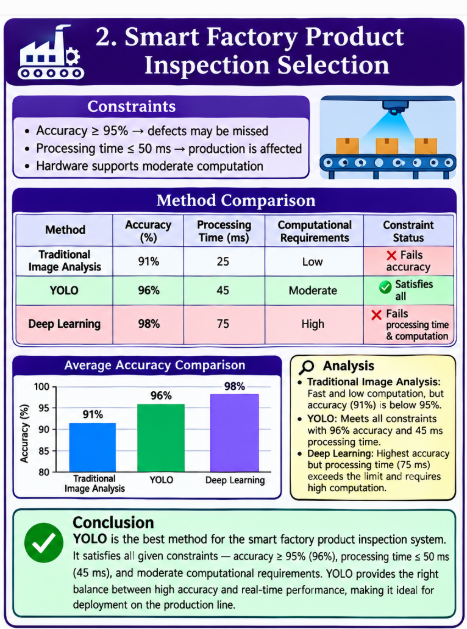 2. Smart Factory Product
Inspection Selection
Constraints
• Accuracy ≥ 95% → defects may be missed
• Processing time ≤ 50 ms → production is affected
• Hardware supports moderate computation
Method Comparison
Method
Accuracy
(%)
Processing
Time (ms)
Computational
Requirements
Constraint
Status
Traditional
Image Analysis
91%
25
Low
❌ Fails
accuracy
YOLO
96%
45
Moderate
✅ Satisfies
all
Deep Learning
98%
75
High
❌ Fails
processing time
& computation
Average Accuracy Comparison
Accuracy (%)
100
95
90
85
80
91%
96%
98%
Traditional
Image Analysis
YOLO
Deep Learning
Analysis
• Traditional Image Analysis:
Fast and low computation, but
accuracy (91%) is below 95%.
• YOLO: Meets all constraints
with 96% accuracy and 45 ms
processing time.
• Deep Learning: Highest accuracy
but processing time (75 ms)
exceeds the limit and requires
high computation.
Conclusion
YOLO is the best method for the smart factory product inspection system.
It satisfies all given constraints — accuracy ≥ 95% (96%), processing time ≤ 50 ms
(45 ms), and moderate computational requirements. YOLO provides the right
balance between high accuracy and real-time performance, making it ideal for
deployment on the production line.